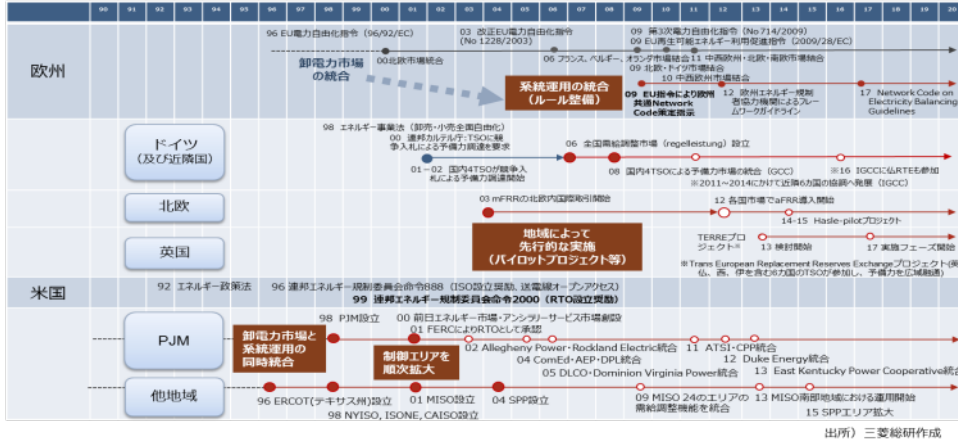 90 91 92 93 94 95 96 97 98 99 00 01 02 03 04 05 06 07 08 09 10 11 12 13 14 15 16 17 18 19 20
欧州
96 EU電力自由化指令 (96/92/EC)
03 改正EU電力自由化指令
(No 1228/2003)
09 第3次電力自由化指令 (No714/2009)
09 EU再生可能エネルギー利用促進指令 (2009/28/EC)
卸電力市場
の統合
00北欧市場統合
06 フランス、ベルギー、オランダ市場結合
11 中西欧州・北欧・南欧市場結合
09 北欧・ドイツ市場結合
10 中西欧州市場結合
系統運用の統合
(ルール整備)
09 EU指令により欧州
共通Network
Code策定指示
12 欧州エネルギー規制
者協力機関によるフレー
ムワークガイドライン
17 Network Code on
Electricity Balancing
Guidelines
ドイツ
(及び近隣国)
98 エネルギー事業法 (卸売・小売全面自由化)
00 連邦カルテル庁:TSOに競
争入札による予備力調達を要求
01－02 国内4TSOが競争入
札による予備力調達開始
06 全国需給調整市場 (regelleistung) 設立
08 国内4TSOによる予備力市場の統合 (GCC)
※2011～2014にかけて近隣6カ国の協調へ発展 (IGCC)
※16 IGCCに仏RTEも参加
北欧
03 mFRRの北欧内国際取引開始
12 各国市場でaFRR導入開始
14-15 Hasle-pilotプロジェクト
英国
地域によって
先行的な実施
(パイロットプロジェクト等)
TERREプロ
ジェクト※
13 検討開始
17 実施フェーズ開始
※Trans European Replacement Reserves Exchangeプロジェクト(英
仏、西、伊を含む6カ国のTSOが参加し、予備力を広域融通)
米国
92 エネルギー政策法
96 連邦エネルギー規制委員会命令888 (ISO設立奨励、送電線オープンアクセス)
99 連邦エネルギー規制委員会命令2000 (RTO設立奨励)
PJM
卸電力市場と
系統運用の
同時統合
98 PJM設立
00 前日エネルギー市場・アンシラリーサービス市場創設
01 FERCによりRTOとして承認
制御エリアを
順次拡大
02 Allegheny Power・Rockland Electric統合
04 ComEd・AEP・DPL統合
05 DLCO・Dominion Virginia Power統合
11 ATSI・CPP統合
12 Duke Energy統合
13 East Kentucky Power Cooperative統合
他地域
96 ERCOT(テキサス州)設立
98 NYISO, ISONE, CAISO設立
01 MISO設立
04 SPP設立
09 MISO 24のエリアの
需給調整機能を統合
13 MISO南部地域における運用開始
15 SPPエリア拡大
出所）三菱総研作成